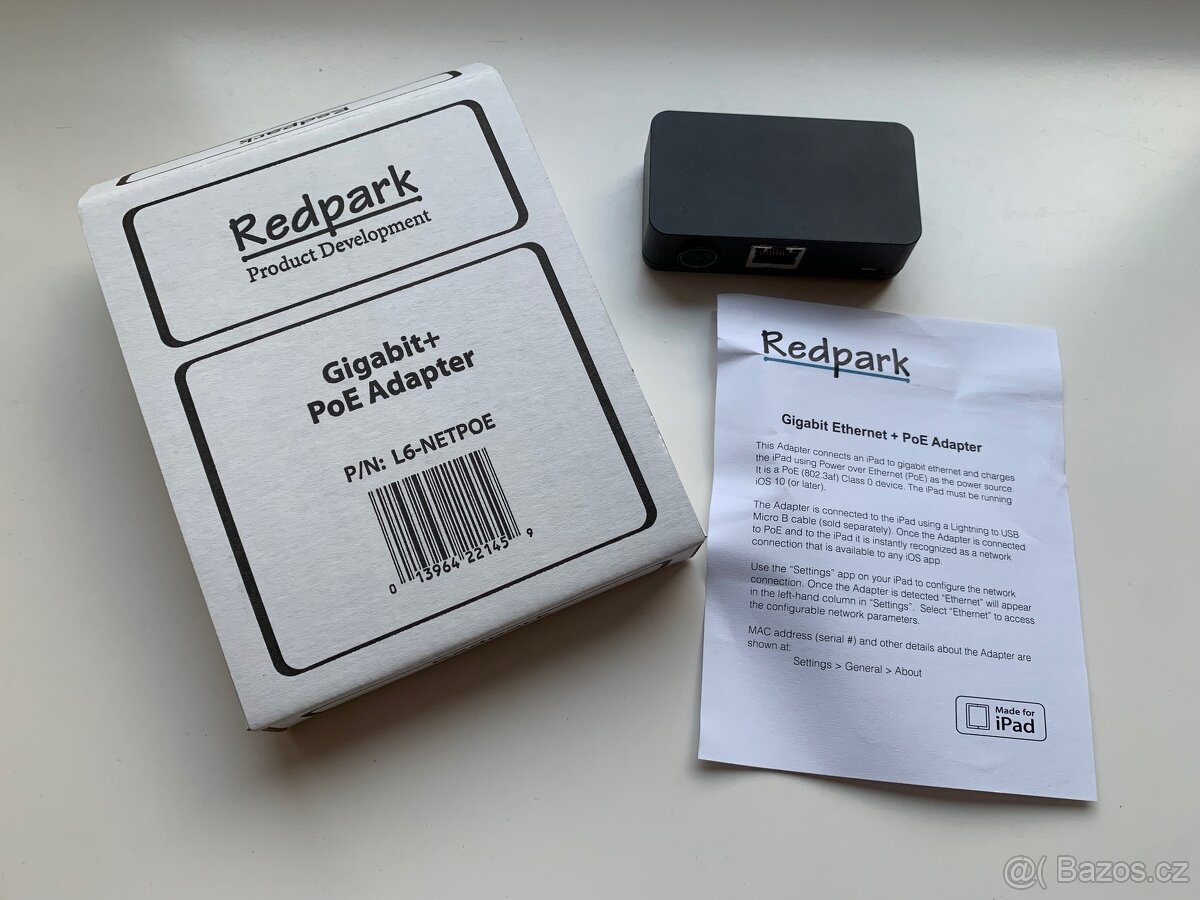 Redpark
Redpark
Product Development
Gigabit+
PoE Adapter
P/N: L6-NETPOE
0 13964 22145 9
Redpark
Gigabit Ethernet + PoE Adapter
This Adapter connects an iPad to gigabit ethernet and charges
the iPad using Power over Ethernet (PoE) as the power source.
It is a PoE (802.3af) Class 0 device. The iPad must be running
iOS 10 (or later).
The Adapter is connected to the iPad using a Lightning to USB
Micro B cable (sold separately). Once the Adapter is connected
to PoE and to the iPad it is instantly recognized as a network
connection that is available to any iOS app.
Use the “Settings” app on your iPad to configure the network
connection. Once the Adapter is detected “Ethernet” will appear
in the left-hand column in “Settings”. Select “Ethernet” to access
the configurable network parameters.
MAC address (serial #) and other details about the Adapter are
shown at:
Settings > General > About
Made for
iPad
@( Bazos.cz